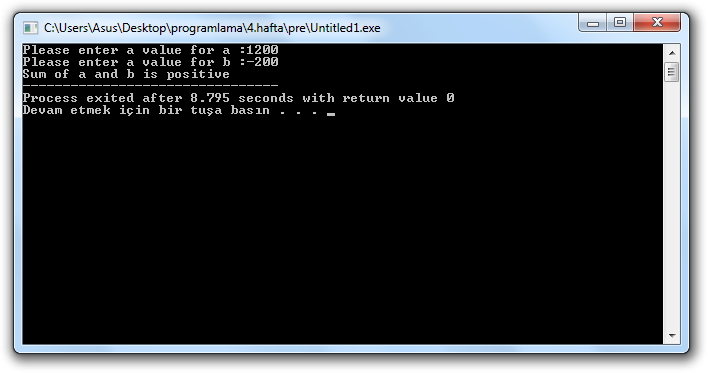 C:\Users\Asus\Desktop\programlama\4.hafta\pre\Untitled1.exe
Please enter a value for a :1200
Please enter a value for b :-200
Sum of a and b is positive
--------------------------------
Process exited after 8.795 seconds with return value 0
Devam etmek için bir tuşa basın . . . _